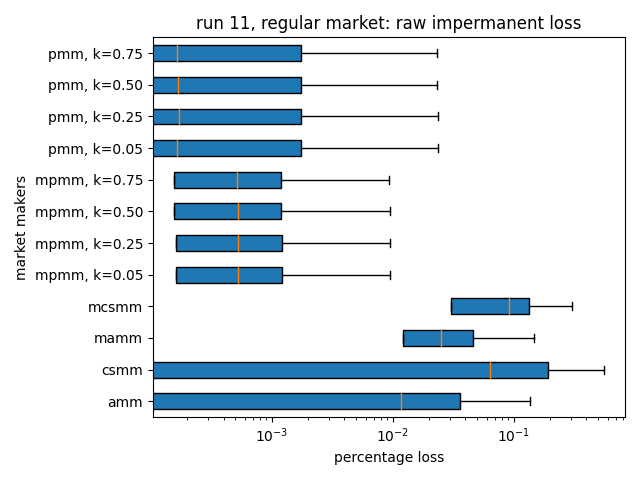 run 11, regular market: raw impermanent loss
pmm, k=0.75
pmm, k=0.50
pmm, k=0.25
pmm, k=0.05
mpmm, k=0.75
mpmm, k=0.50
mpmm, k=0.25
mpmm, k=0.05
mcsmm
mamm
csmm
amm
market makers
10⁻³ 10⁻² 10⁻¹
percentage loss